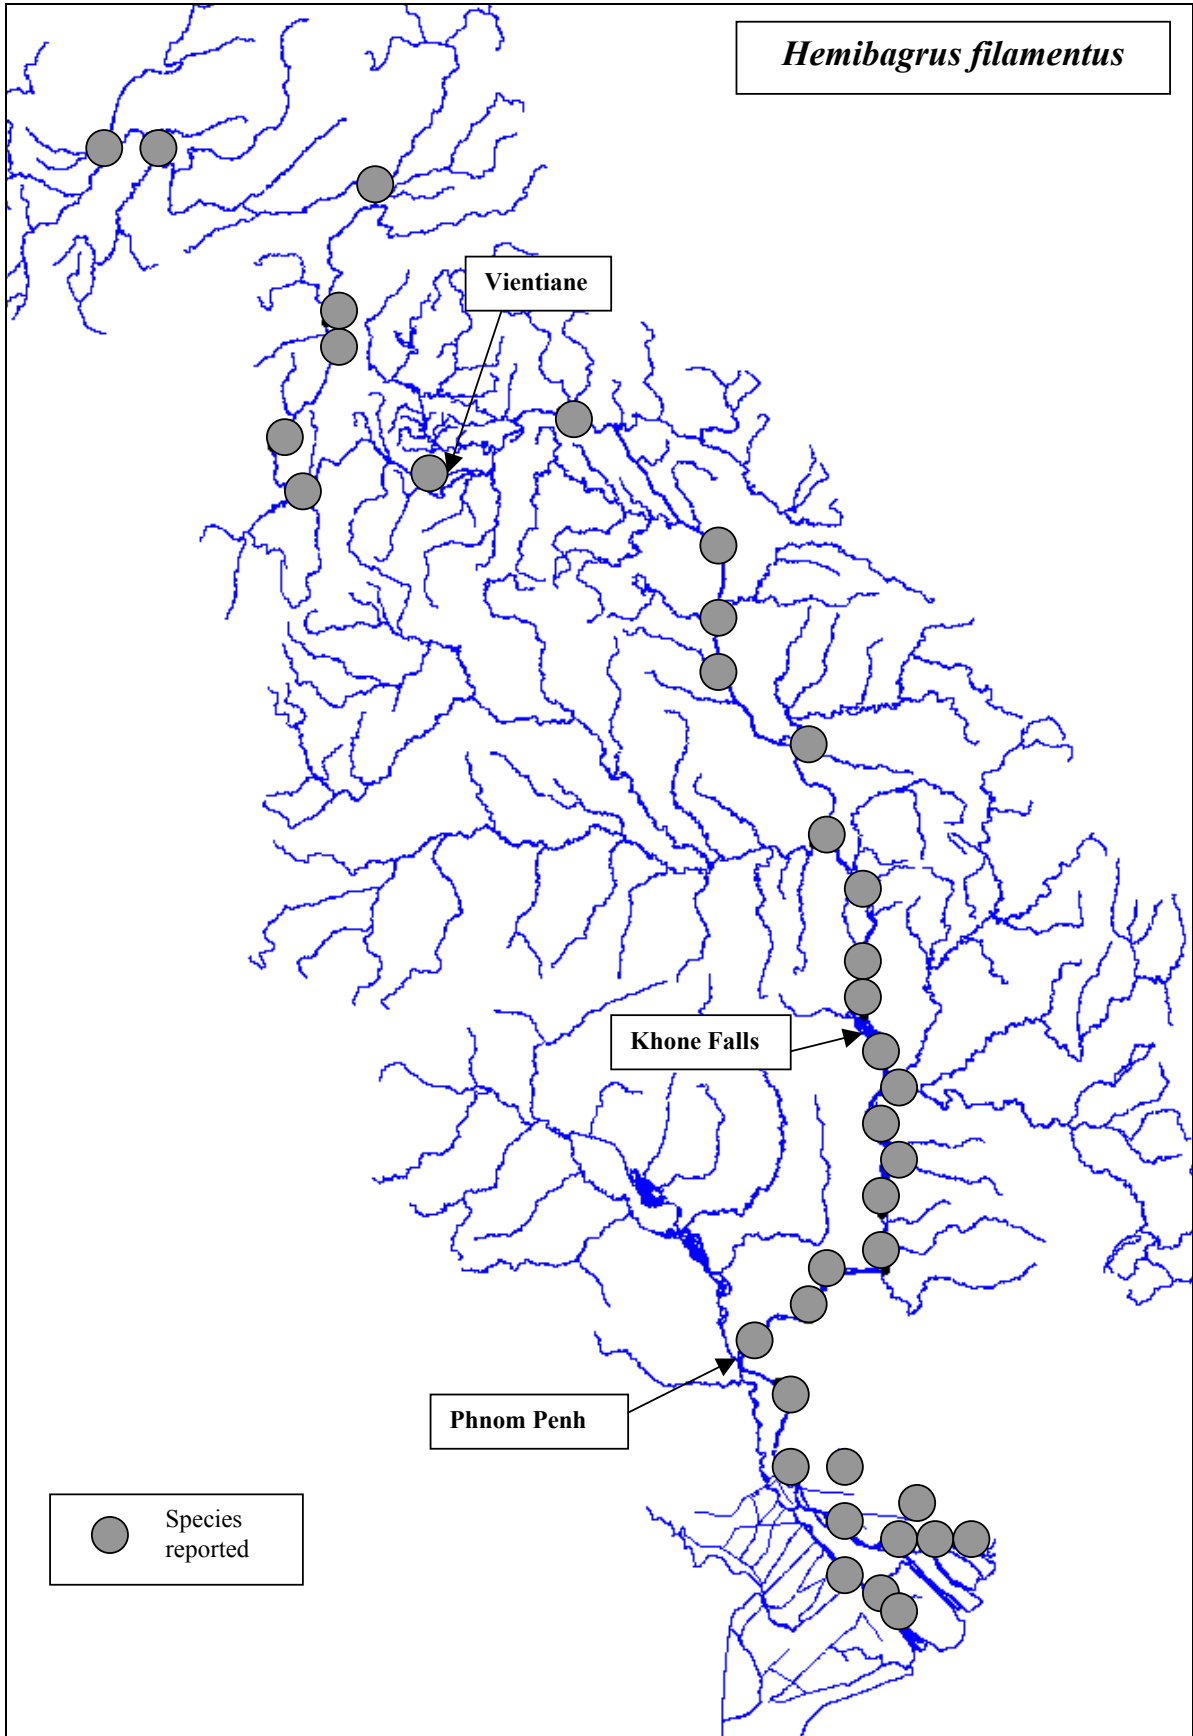 Hemibagrus filamentus
Vientiane
Khone Falls
Phnom Penh
Species
reported